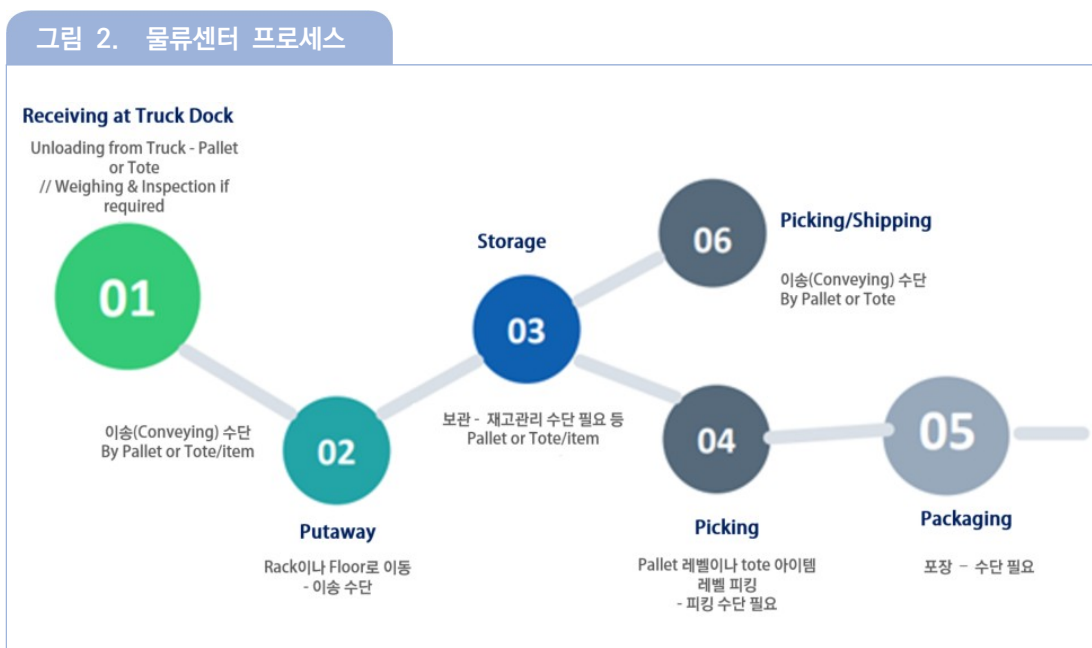 그림 2. 물류센터 프로세스
Receiving at Truck Dock
Unloading from Truck - Pallet
or Tote
// Weighing & Inspection if
required
01
이송(Conveying) 수단
By Pallet or Tote/item
02
Putaway
Rack이나 Floor로 이동
- 이송 수단
Storage
03
보관 - 재고관리 수단 필요 등
Pallet or Tote/item
06
Picking/Shipping
이송(Conveying) 수단
By Pallet or Tote
04
Picking
Pallet 레벨이나 tote 아이템
레벨 피킹
- 피킹 수단 필요
05
Packaging
포장 – 수단 필요